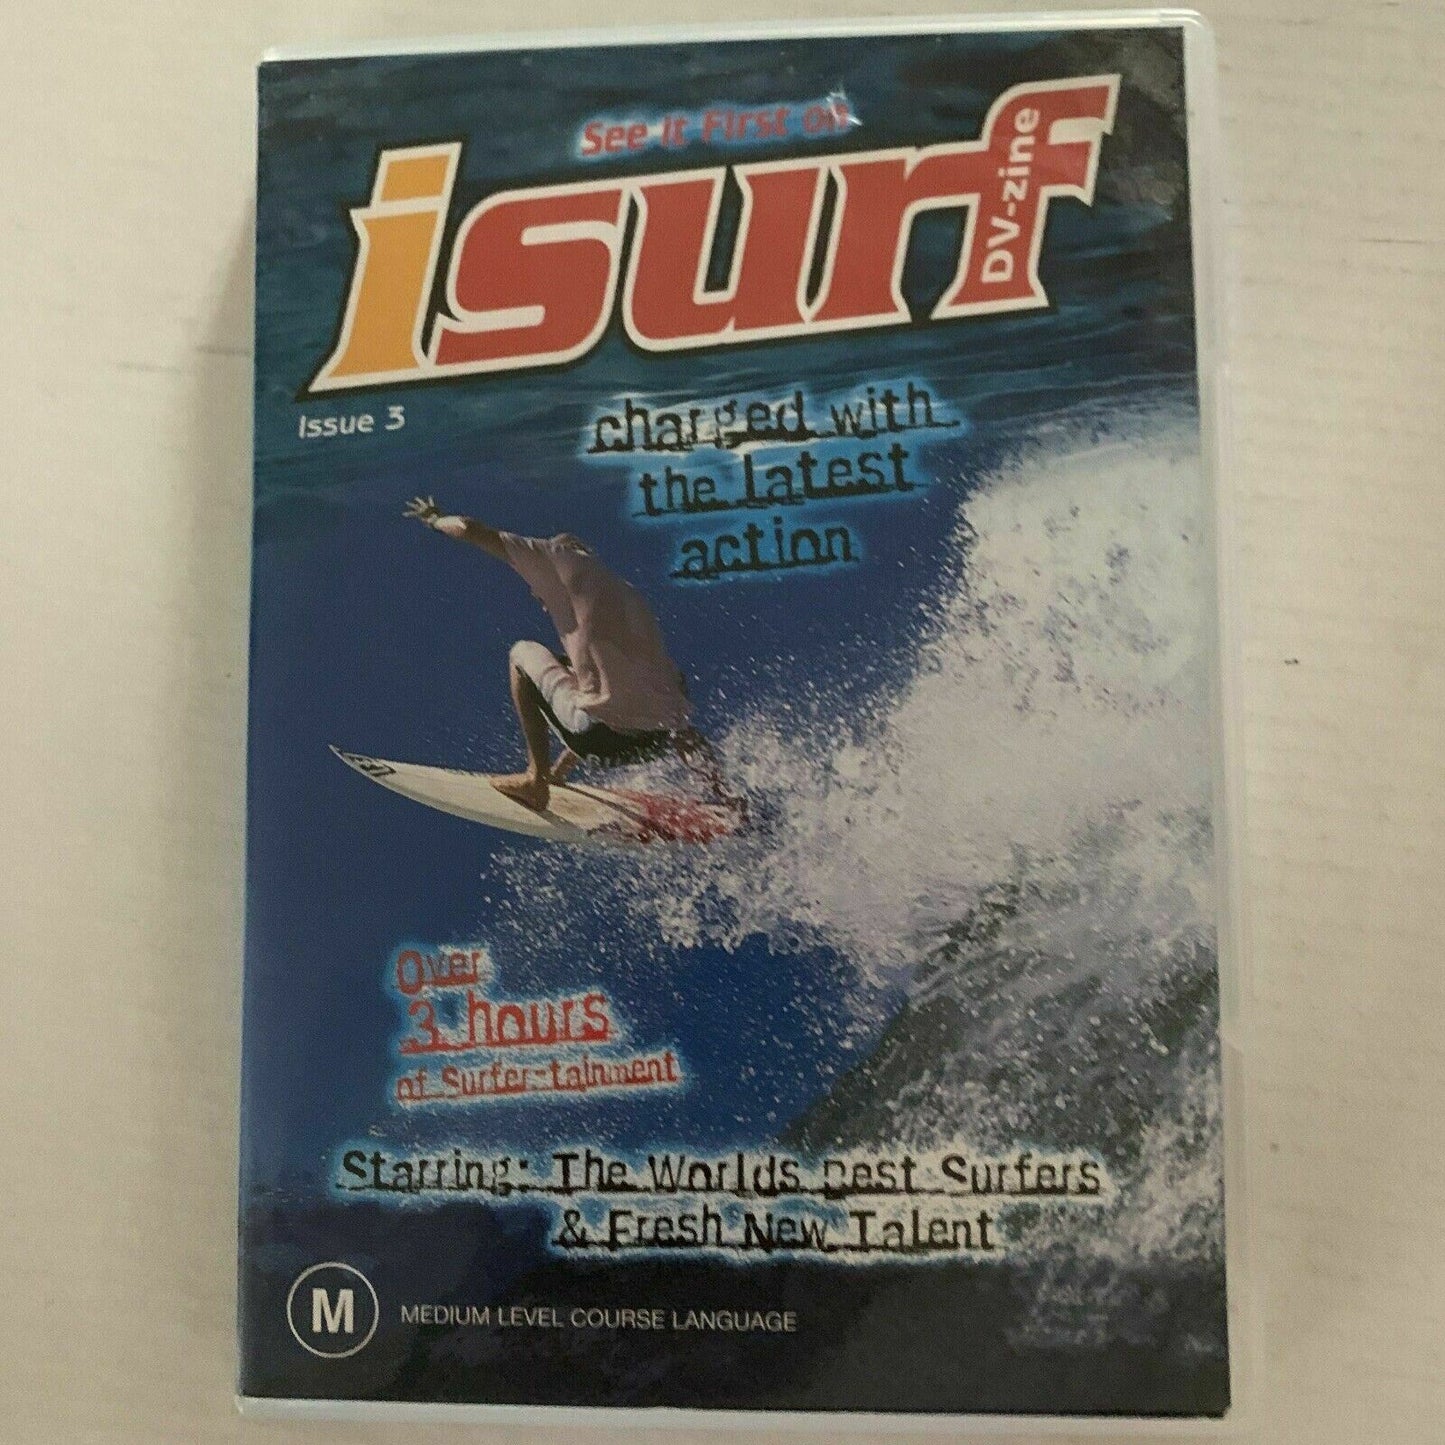 See it First on
isurf
DV-zine
Issue 3
charged with
the latest
action
Over
3 hours
of Surfer-tainment
Starring: The Worlds Best Surfers
& Fresh New Talent
M MEDIUM LEVEL COURSE LANGUAGE